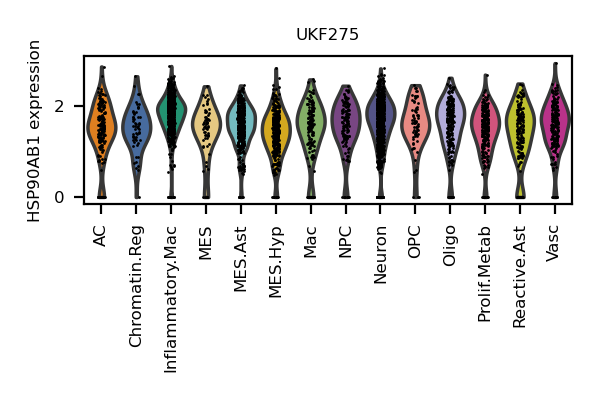 UKF275
HSP90AB1 expression
2
0
AC
Chromatin.Reg
Inflammatory.Mac
MES
MES.Ast
MES.Hyp
Mac
NPC
Neuron
OPC
Oligo
Prolif.Metab
Reactive.Ast
Vasc